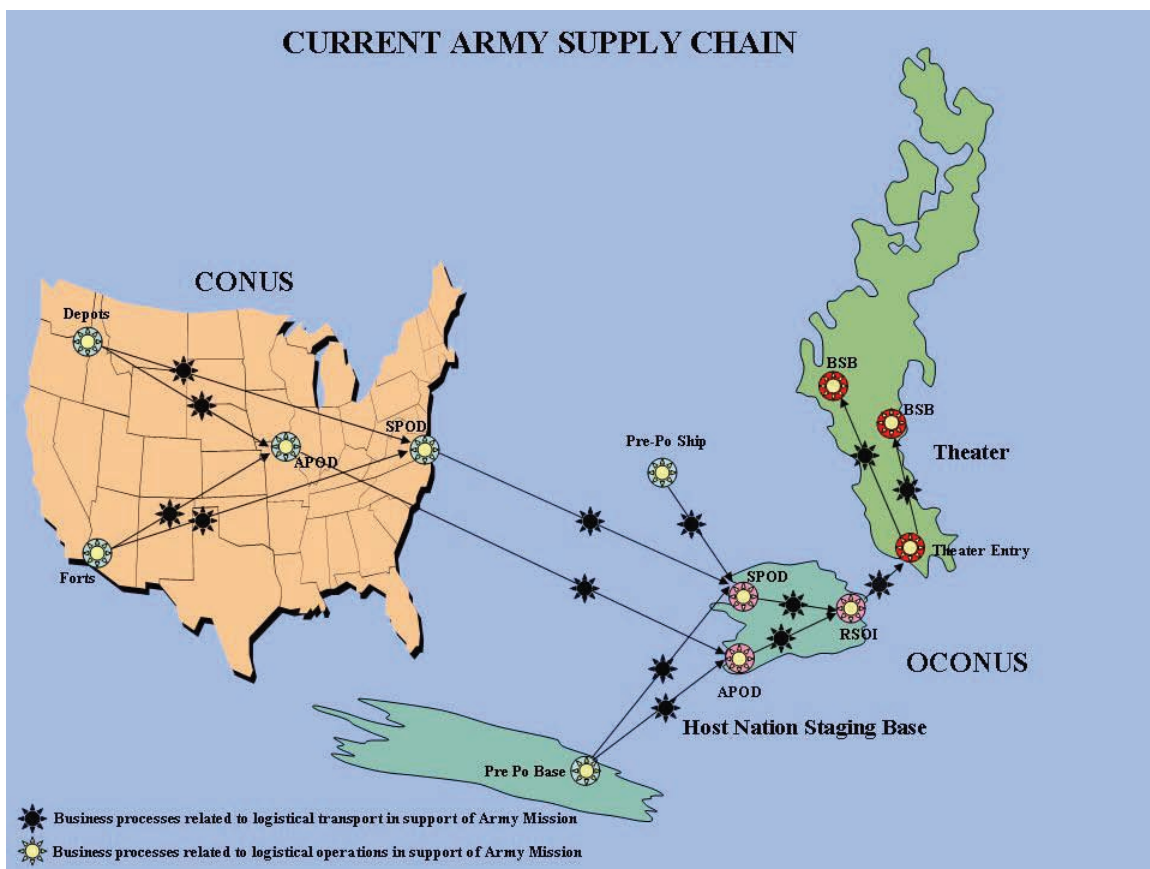 CURRENT ARMY SUPPLY CHAIN
CONUS
Depots
BSB
BSB
SPOD
APOD
Pre-Po Ship
Theater
Forts
Theater Entry
SPOD
RSOI
OCONUS
APOD
Host Nation Staging Base
Pre Po Base
Business processes related to logistical transport in support of Army Mission
Business processes related to logistical operations in support of Army Mission